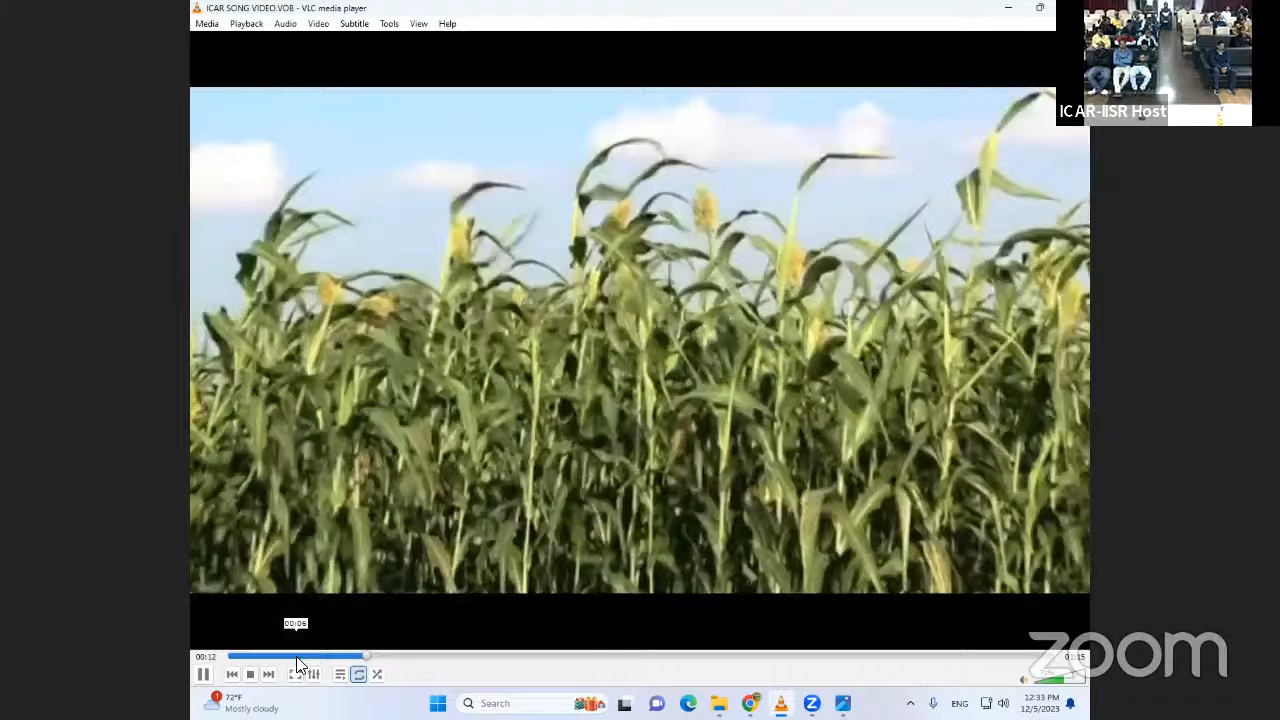 ICAR SONG VIDEO.VOB - VLC media player
Media Playback Audio Video Subtitle Tools View Help
ICAR-IISR Host
00:06
00:12
zoom
1
72°F
Mostly cloudy
Search
ENG
12:33 PM
12/5/2023